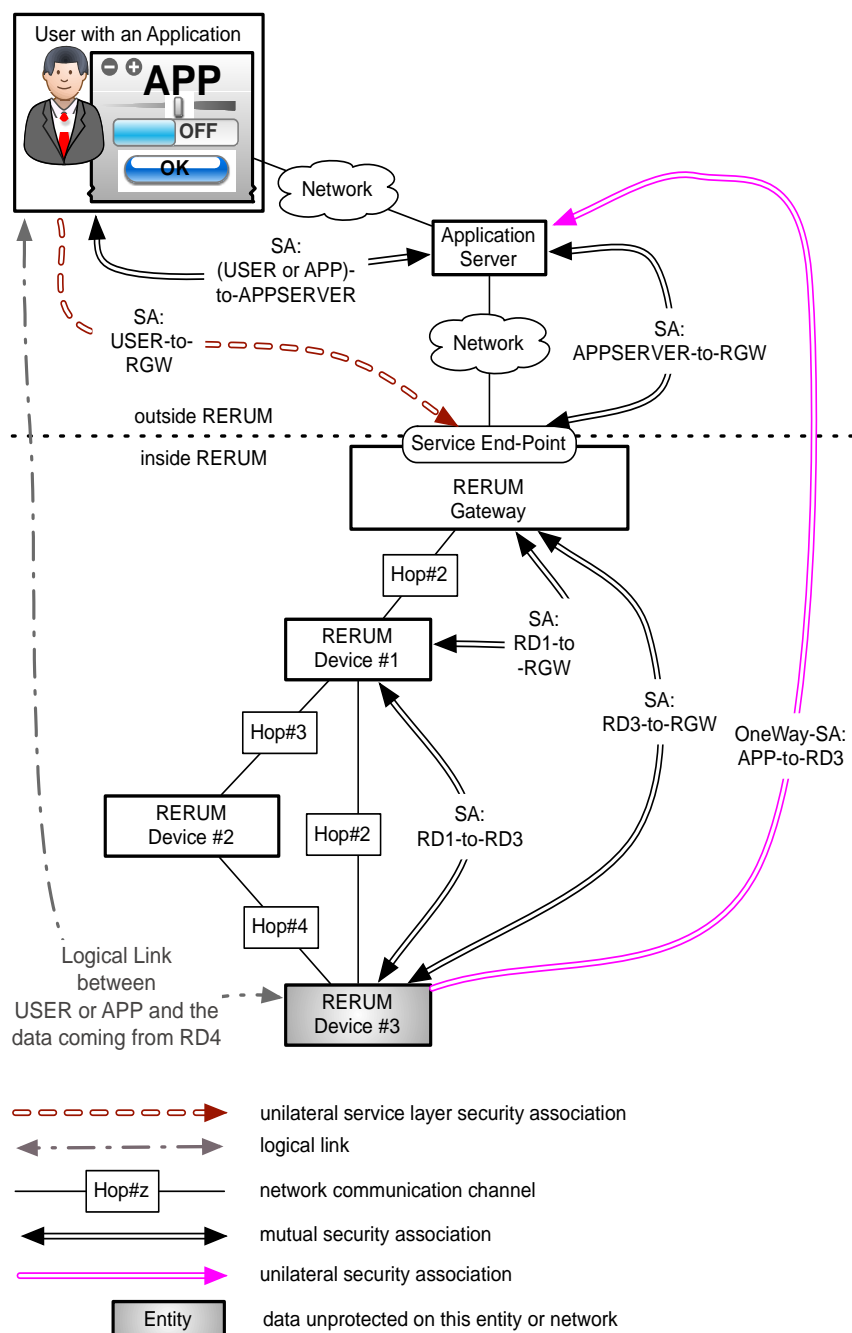 User with an Application
APP
OFF
OK
Network
Application
Server
SA:
(USER or APP)-
to-APPSERVER
SA:
USER-to-
RGW
Network
SA:
APPSERVER-to-RGW
outside RERUM
Service End-Point
inside RERUM
RERUM
Gateway
Hop#2
SA:
RD1-to
-RGW
RERUM
Device #1
SA:
RD3-to-RGW
OneWay-SA:
APP-to-RD3
Hop#3
RERUM
Device #2
Hop#2
SA:
RD1-to-RD3
Hop#4
Logical Link
between
USER or APP and the
data coming from RD4
RERUM
Device #3
unilateral service layer security association
logical link
Hop#z
network communication channel
mutual security association
unilateral security association
Entity
data unprotected on this entity or network